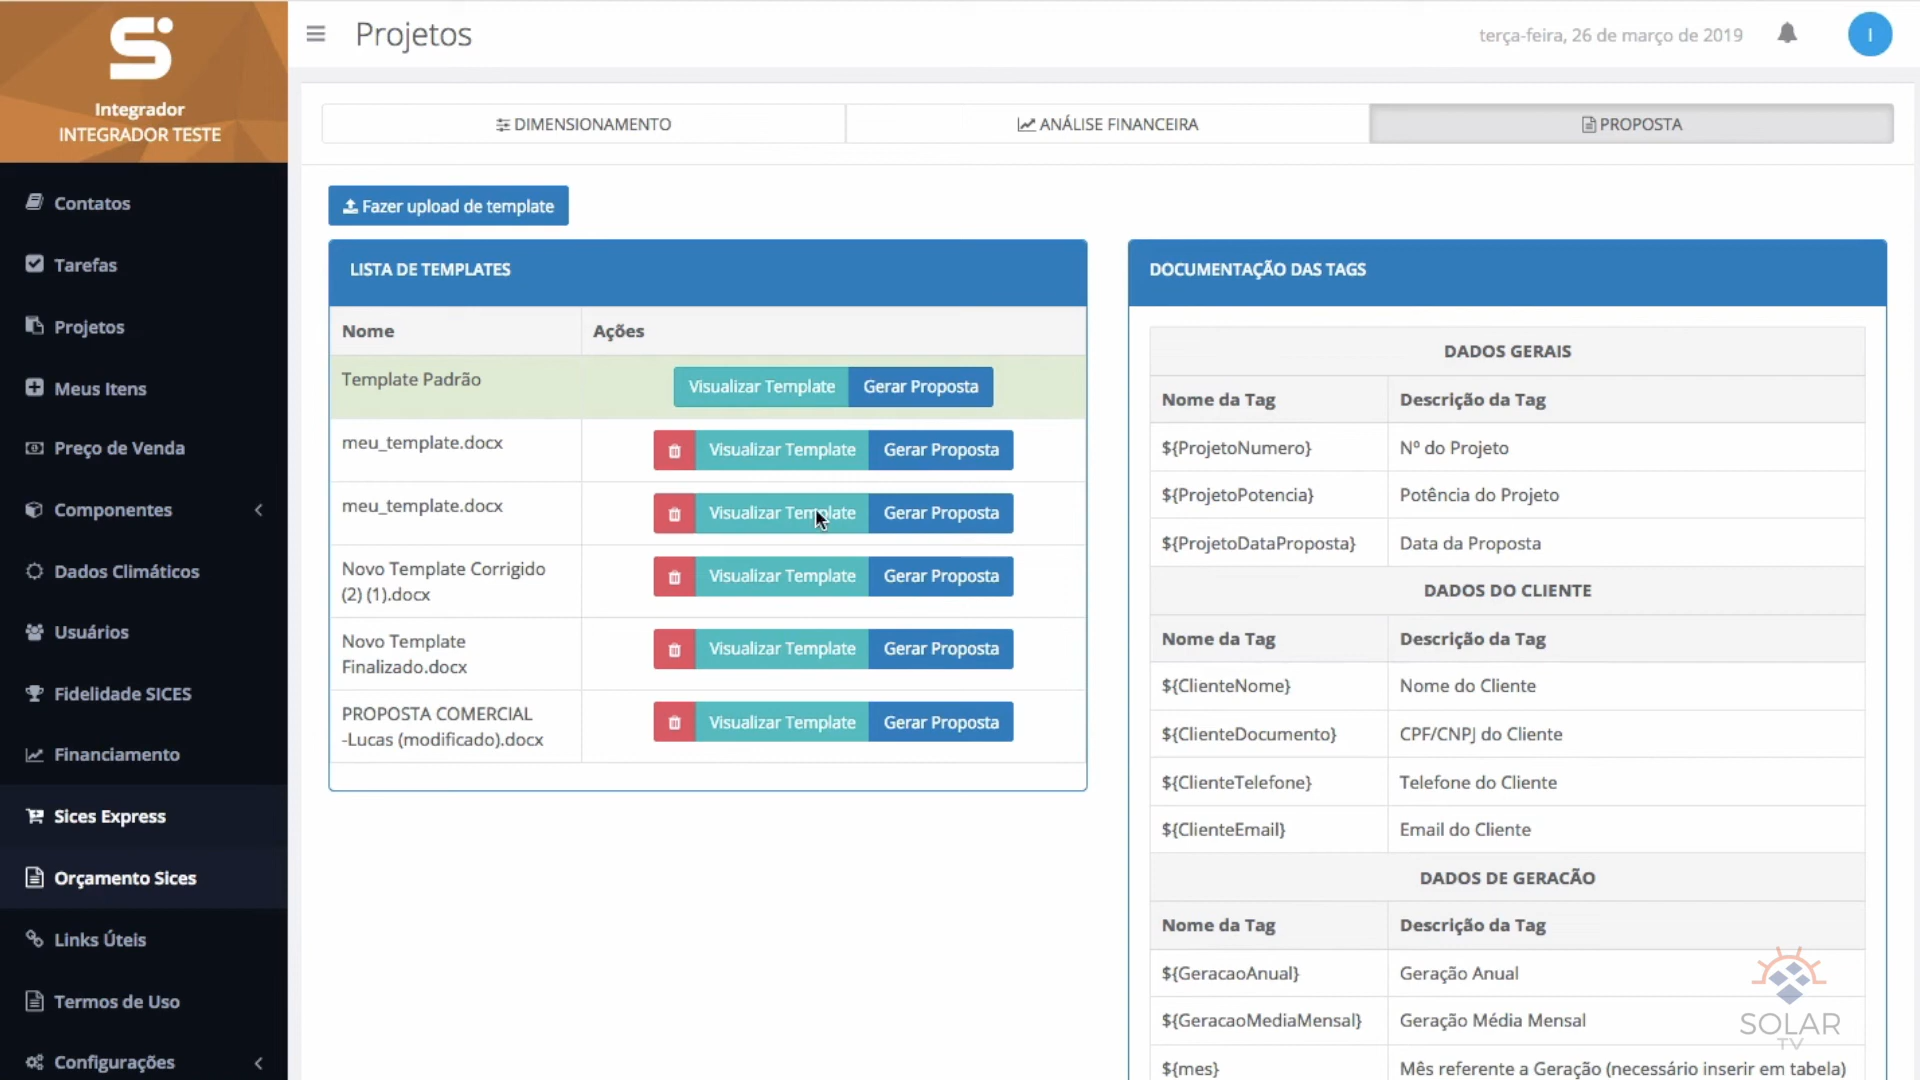 Integrador
INTEGRADOR TESTE
Contatos
Tarefas
Projetos
Meus Itens
Preço de Venda
Componentes
Dados Climáticos
Usuários
Fidelidade SICES
Financiamento
Sices Express
Orçamento Sices
Links Úteis
Termos de Uso
Configurações
Projetos
terça-feira, 26 de março de 2019
I
DIMENSIONAMENTO
ANÁLISE FINANCEIRA
PROPOSTA
Fazer upload de template
LISTA DE TEMPLATES
Nome Ações
Template Padrão Visualizar Template Gerar Proposta
meu_template.docx Visualizar Template Gerar Proposta
meu_template.docx Visualizar Template Gerar Proposta
Novo Template Corrigido
(2) (1).docx Visualizar Template Gerar Proposta
Novo Template
Finalizado.docx Visualizar Template Gerar Proposta
PROPOSTA COMERCIAL
-Lucas (modificado).docx Visualizar Template Gerar Proposta
DOCUMENTAÇÃO DAS TAGS
DADOS GERAIS
Nome da Tag Descrição da Tag
${ProjetoNumero} Nº do Projeto
${ProjetoPotencia} Potência do Projeto
${ProjetoDataProposta} Data da Proposta
DADOS DO CLIENTE
Nome da Tag Descrição da Tag
${ClienteNome} Nome do Cliente
${ClienteDocumento} CPF/CNPJ do Cliente
${ClienteTelefone} Telefone do Cliente
${ClienteEmail} Email do Cliente
DADOS DE GERACÃO
Nome da Tag Descrição da Tag
${GeracaoAnual} Geração Anual
${GeracaoMediaMensal} Geração Média Mensal
${mes} Mês referente a Geração (necessário inserir em tabela)
SOLAR
TV